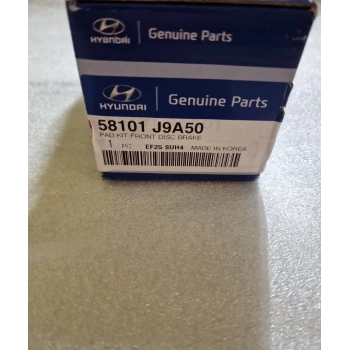 HYUNDAI Genuine Parts
HYUNDAI Genuine Parts
58101 J9A50
PAD KIT-FRONT DISC BRAKE
1 PC EF25 SUH4 MADE IN KOREA